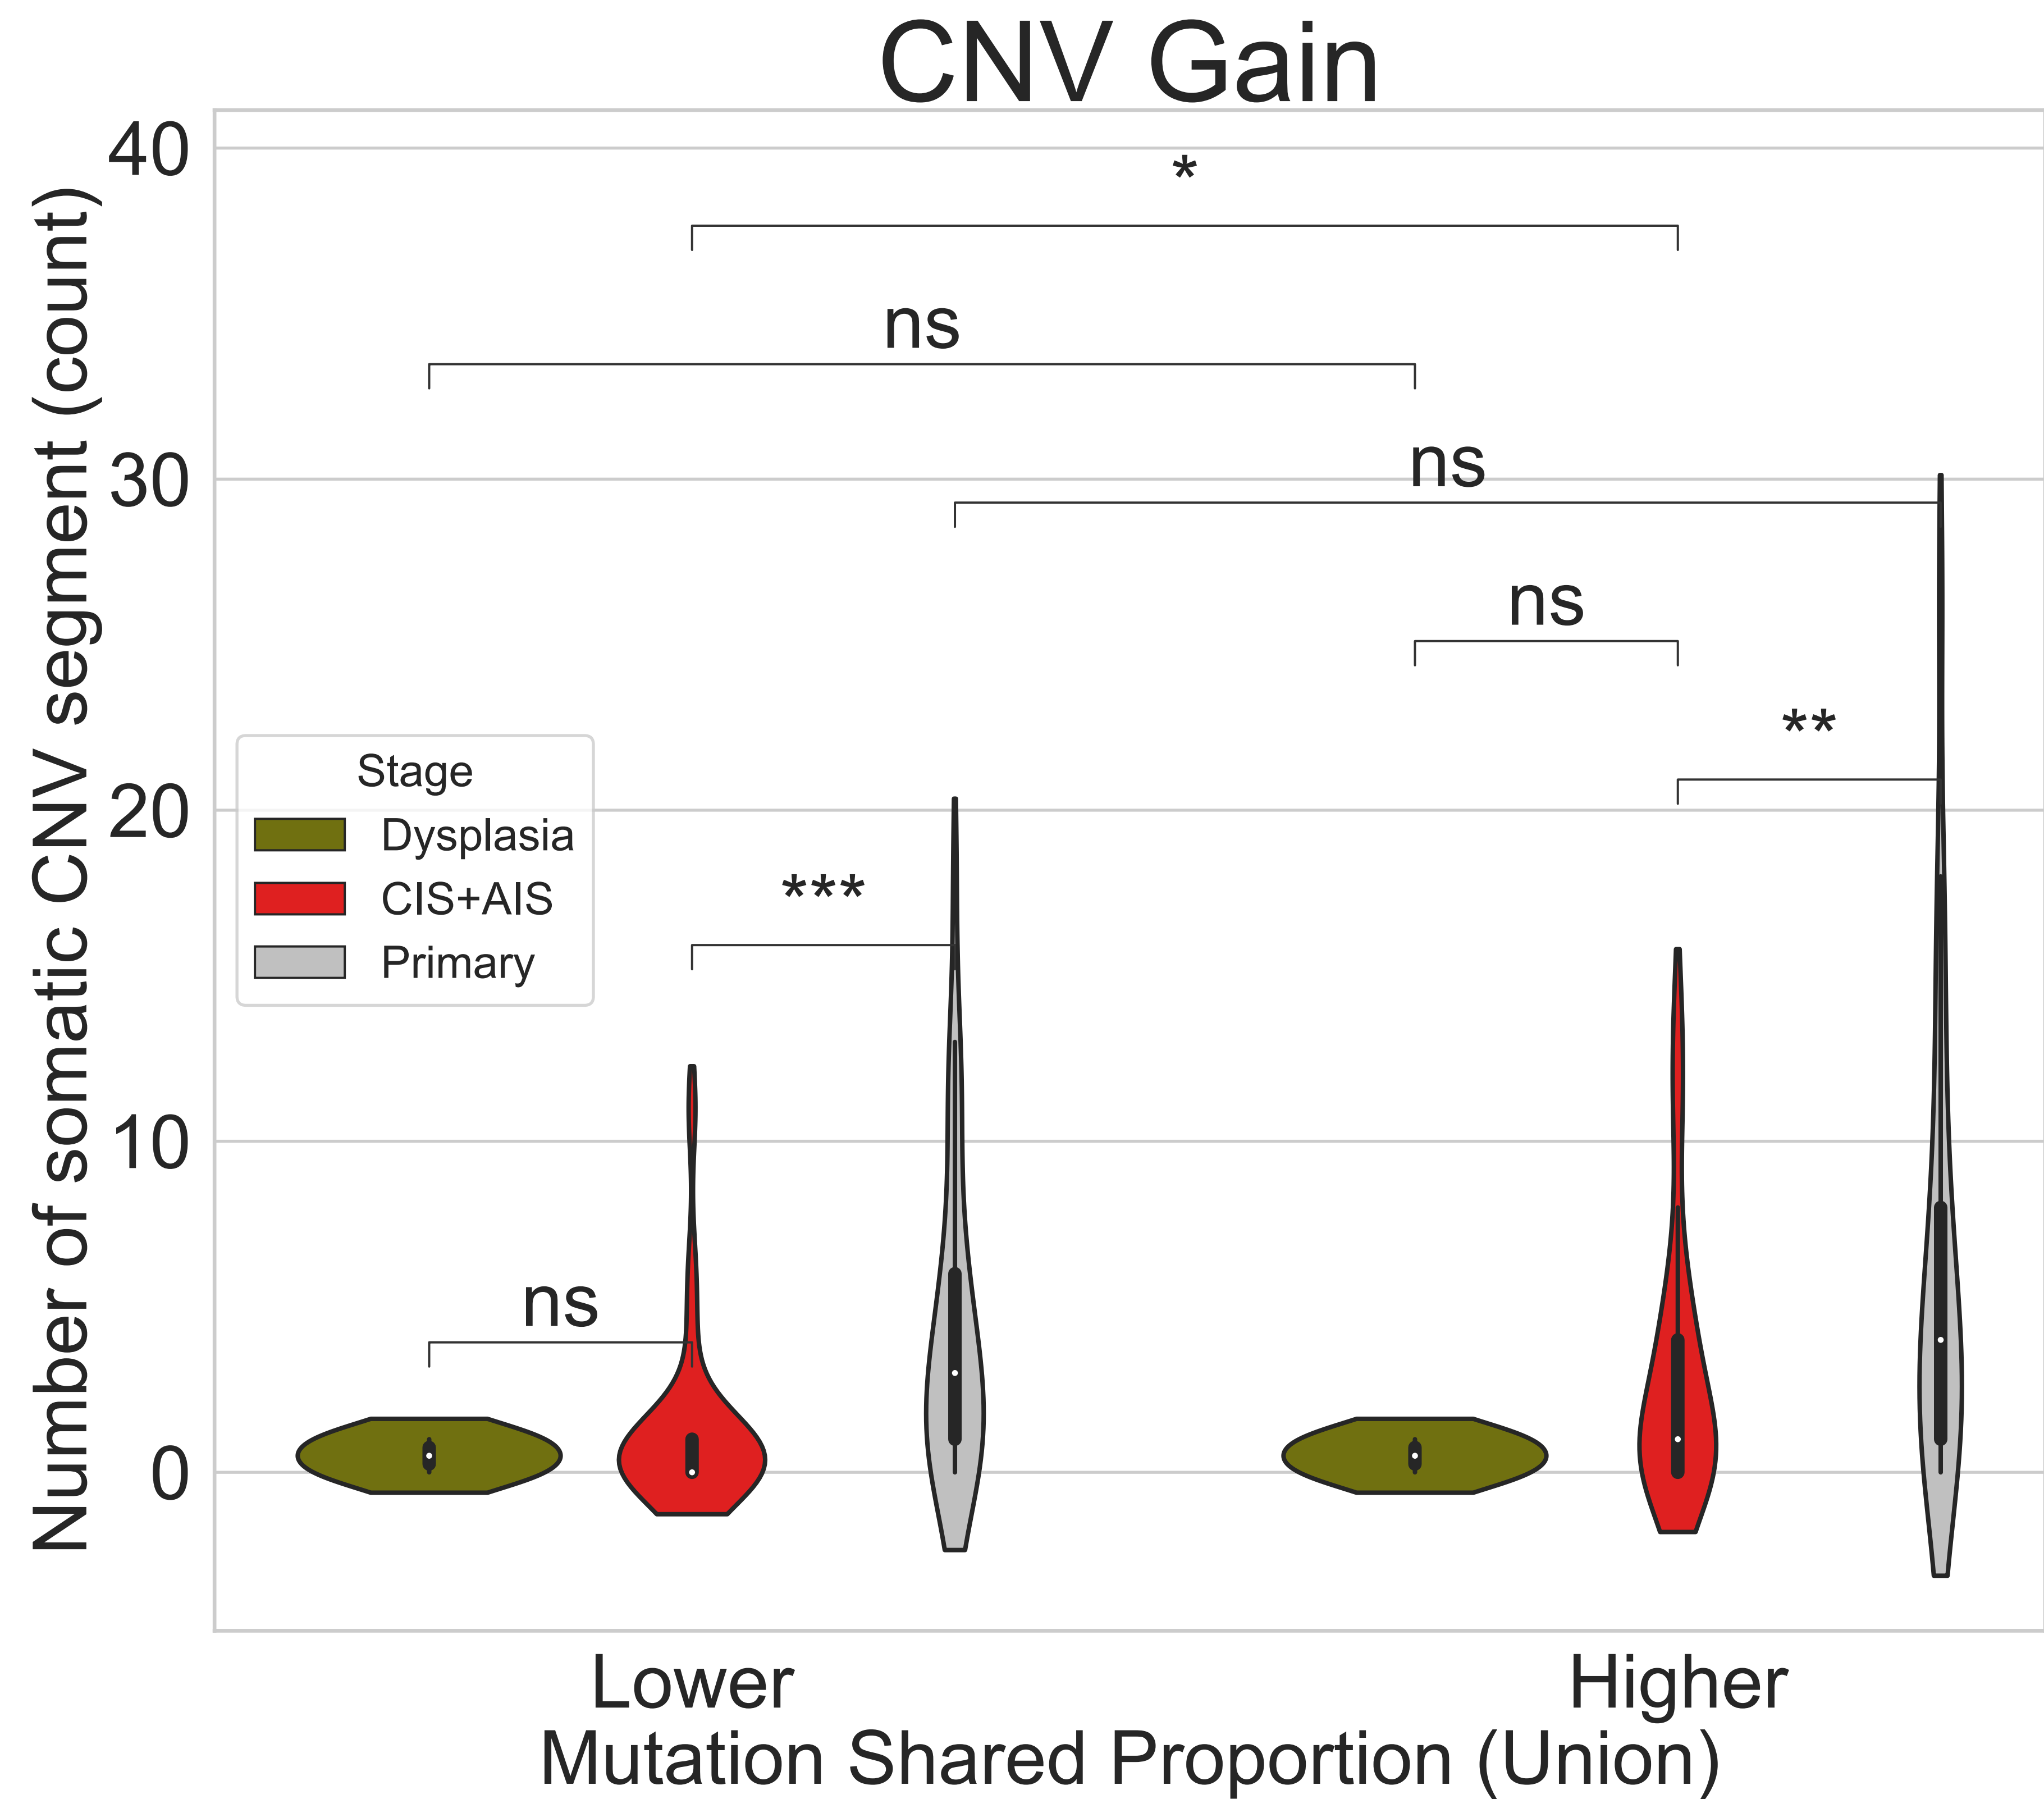 CNV Gain
Number of somatic CNV segment (count)
40
30
20
10
0
*
ns
ns
ns
**
***
ns
Stage
Dysplasia
CIS+AIS
Primary
Lower
Higher
Mutation Shared Proportion (Union)